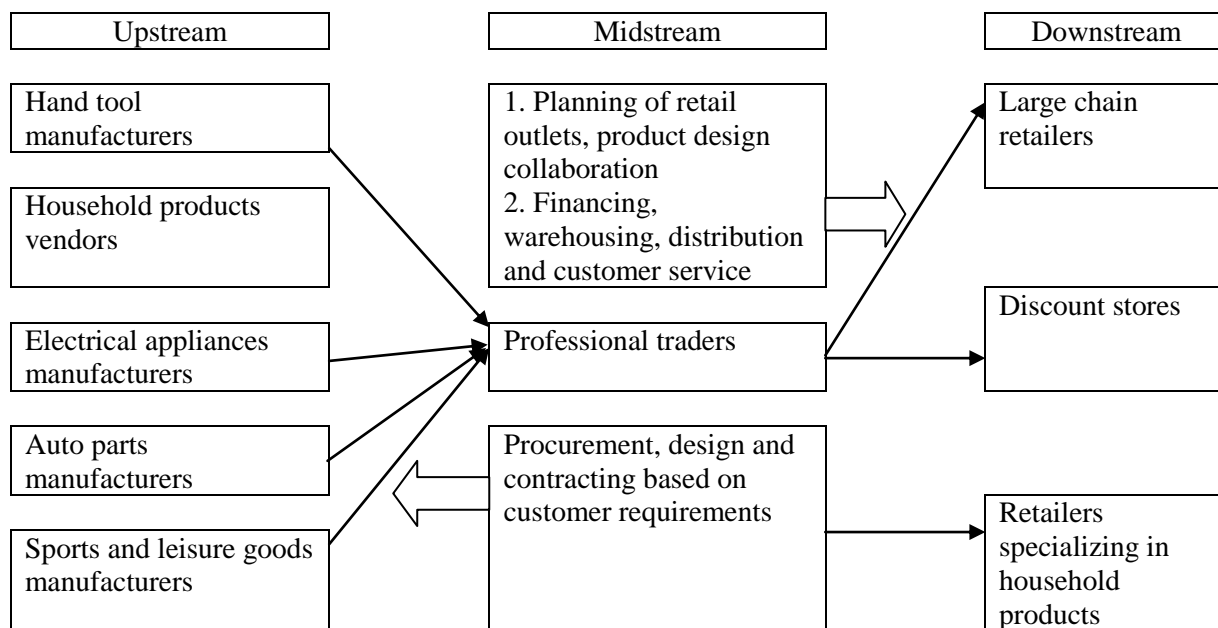 Upstream
Midstream
Downstream
Hand tool
manufacturers
Household products
vendors
Electrical appliances
manufacturers
Auto parts
manufacturers
Sports and leisure goods
manufacturers
1. Planning of retail
outlets, product design
collaboration
2. Financing,
warehousing, distribution
and customer service
Professional traders
Procurement, design and
contracting based on
customer requirements
Large chain
retailers
Discount stores
Retailers
specializing in
household
products